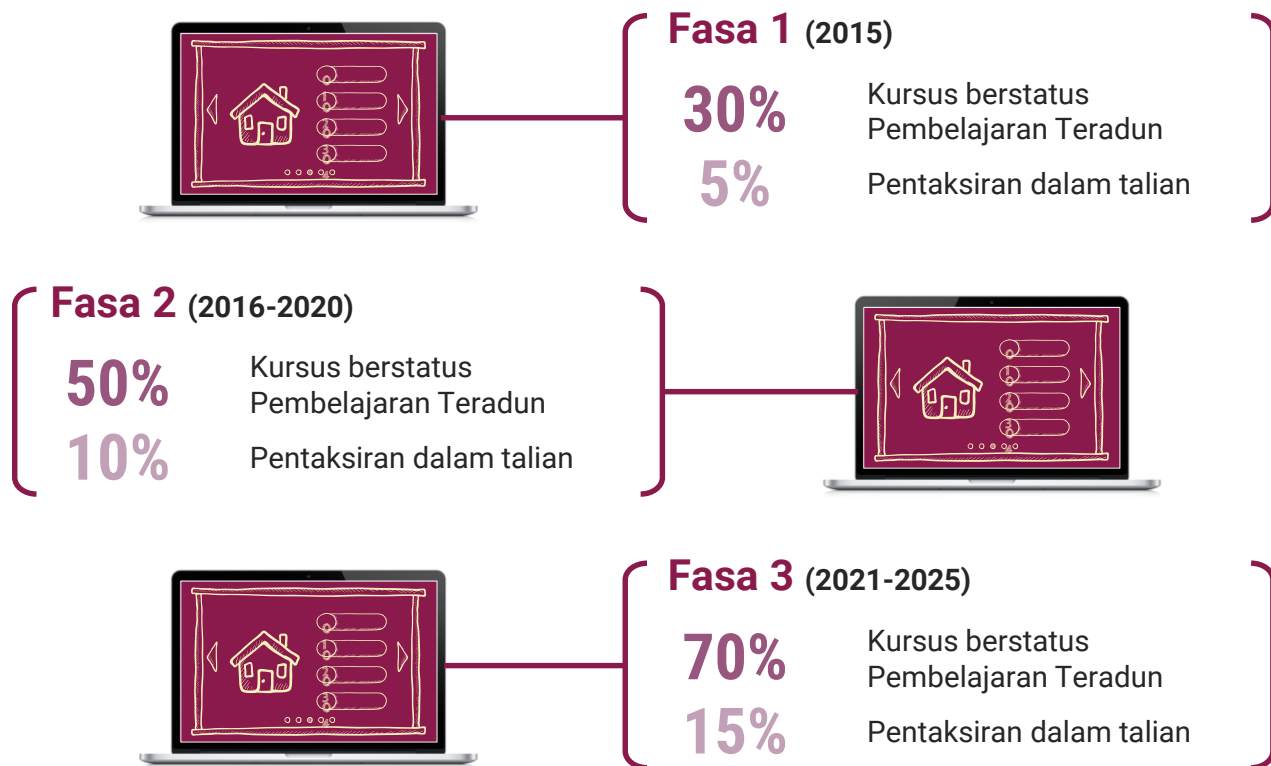 Fasa 1 (2015)
30%
Kursus berstatus
Pembelajaran Teradun
5%
Pentaksiran dalam talian
Fasa 2 (2016-2020)
50%
Kursus berstatus
Pembelajaran Teradun
10%
Pentaksiran dalam talian
Fasa 3 (2021-2025)
70%
Kursus berstatus
Pembelajaran Teradun
15%
Pentaksiran dalam talian